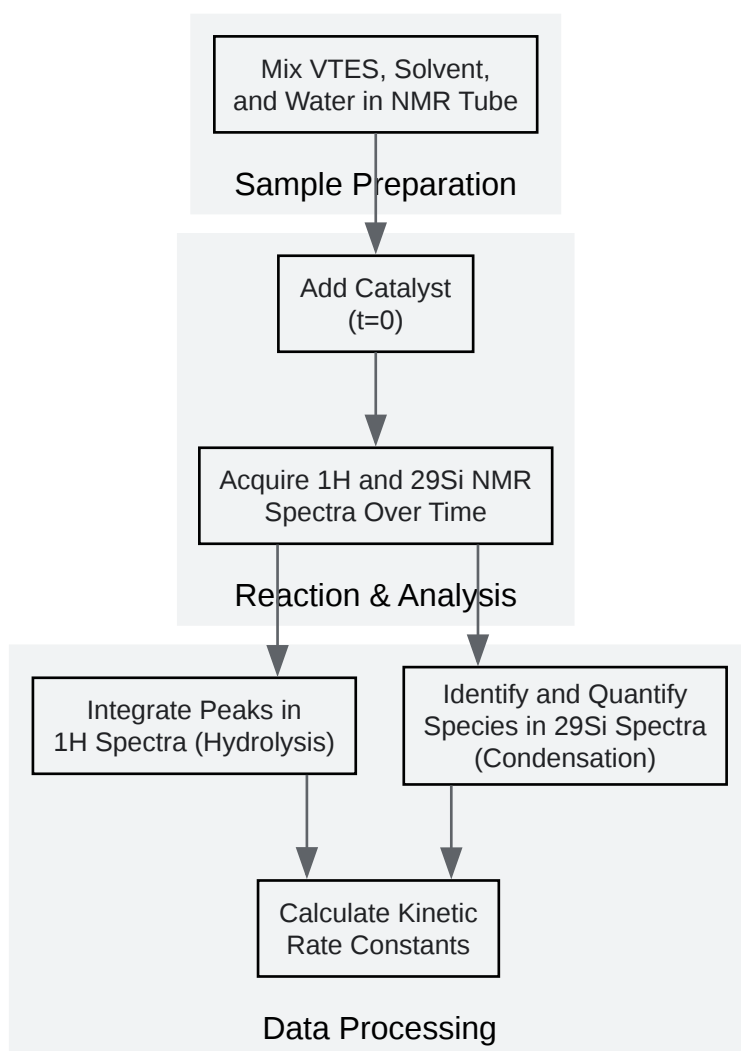 Mix VTES, Solvent,
and Water in NMR Tube
Sample Preparation
Add Catalyst
(t=0)
Acquire 1H and 29Si NMR
Spectra Over Time
Reaction & Analysis
Integrate Peaks in
1H Spectra (Hydrolysis)
Identify and Quantify
Species in 29Si Spectra
(Condensation)
Calculate Kinetic
Rate Constants
Data Processing